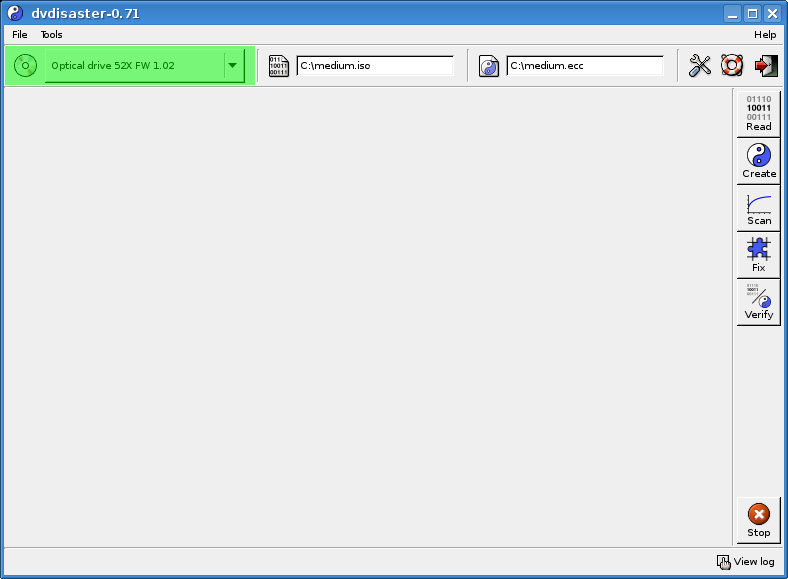 dvdisaster-0.71
File Tools Help
Optical drive 52X FW 1.02
C:\medium.iso
C:\medium.ecc
01110
10011
00111
Read
Create
Scan
Fix
Verify
Stop
View log